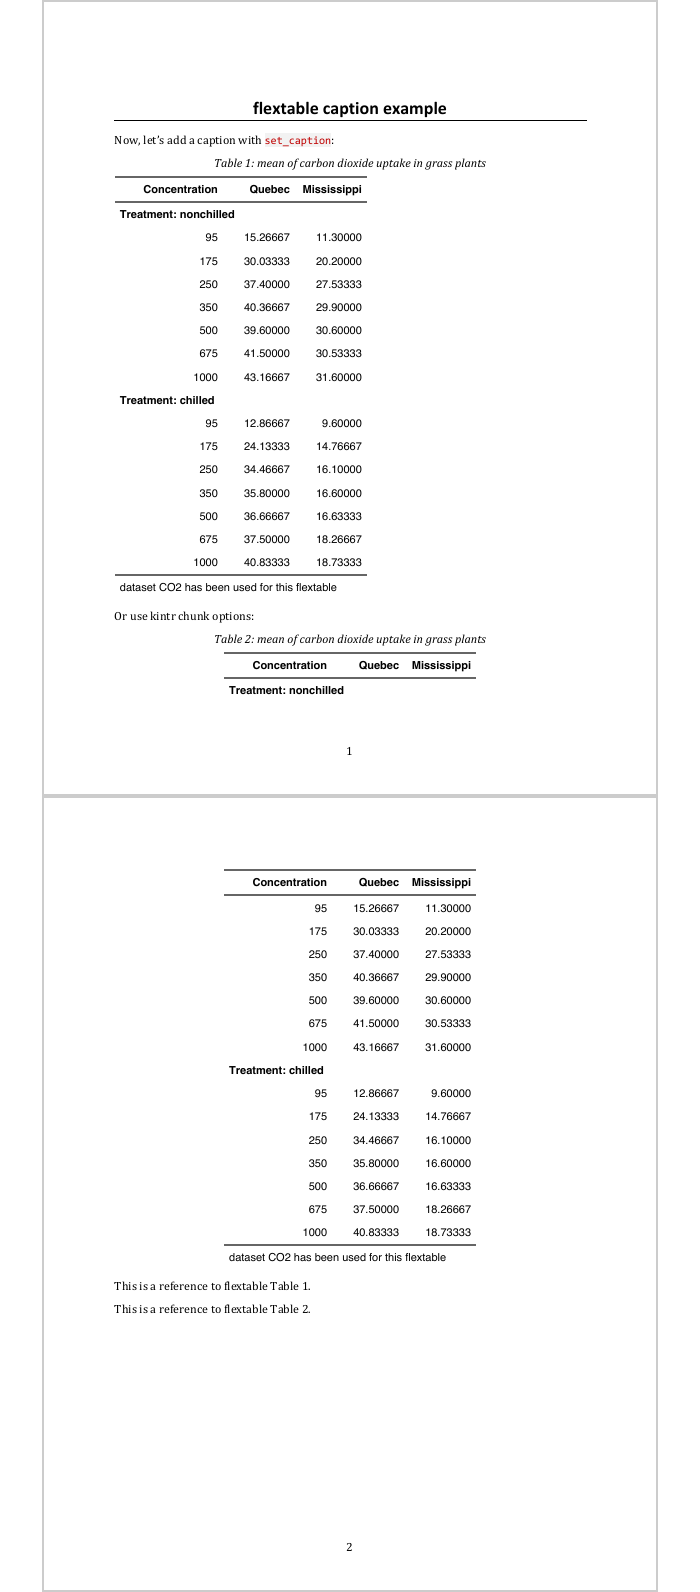 flextable caption example
Now, let's add a caption with set_caption:
Table 1: mean of carbon dioxide uptake in grass plants
Concentration Quebec Mississippi
Treatment: nonchilled
95 15.26667 11.30000
175 30.03333 20.20000
250 37.40000 27.53333
350 40.36667 29.90000
500 39.60000 30.60000
675 41.50000 30.53333
1000 43.16667 31.60000
Treatment: chilled
95 12.86667 9.60000
175 24.13333 14.76667
250 34.46667 16.10000
350 35.80000 16.60000
500 36.66667 16.63333
675 37.50000 18.26667
1000 40.83333 18.73333
dataset CO2 has been used for this flextable
Or use kintr chunk options:
Table 2: mean of carbon dioxide uptake in grass plants
Concentration Quebec Mississippi
Treatment: nonchilled
1
Concentration Quebec Mississippi
95 15.26667 11.30000
175 30.03333 20.20000
250 37.40000 27.53333
350 40.36667 29.90000
500 39.60000 30.60000
675 41.50000 30.53333
1000 43.16667 31.60000
Treatment: chilled
95 12.86667 9.60000
175 24.13333 14.76667
250 34.46667 16.10000
350 35.80000 16.60000
500 36.66667 16.63333
675 37.50000 18.26667
1000 40.83333 18.73333
dataset CO2 has been used for this flextable
This is a reference to flextable Table 1.
This is a reference to flextable Table 2.
2